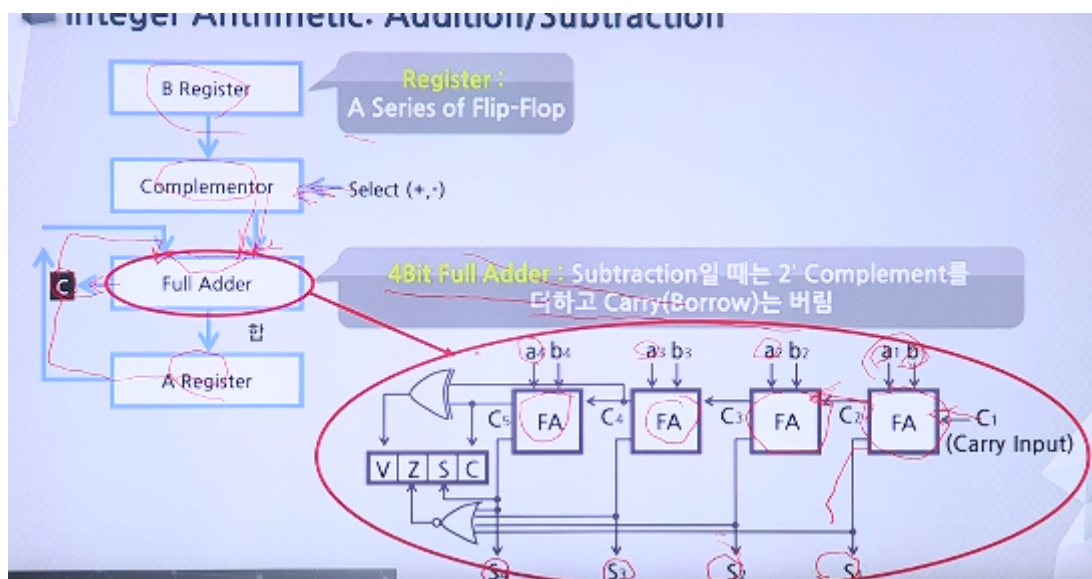 Integer Arithmetic: Addition/Subtraction
B Register
Register :
A Series of Flip-Flop
Complementor
Select (+,-)
C
Full Adder
4Bit Full Adder : Subtraction일 때는 2' Complement를
더하고 Carry(Borrow)는 버림
합
A Register
a4 b4
a3 b3
a2 b2
a1 b1
C5
FA
C4
FA
C3
FA
C2
FA
C1
(Carry Input)
V Z S C
S4
S3
S2
S1